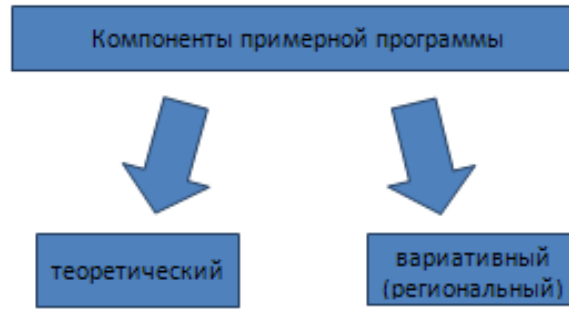 Компоненты примерной программы
теоретический
вариативный
(региональный)